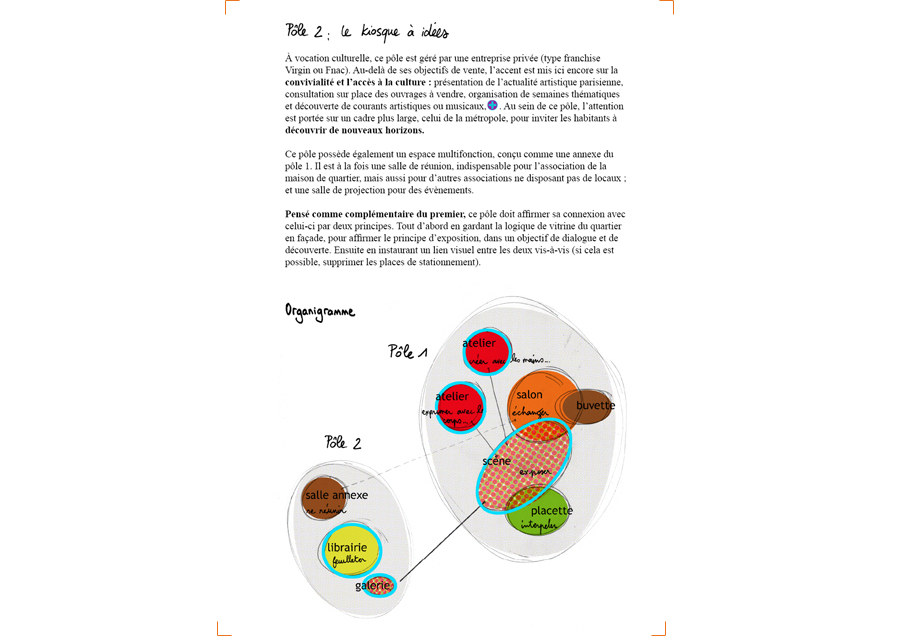 Pôle 2 : le kiosque à idées
À vocation culturelle, ce pôle est géré par une entreprise privée (type franchise
Virgin ou Fnac). Au-delà de ses objectifs de vente, l’accent est mis ici encore sur la
convivialité et l’accès à la culture : présentation de l’actualité artistique parisienne,
consultation sur place des ouvrages à vendre, organisation de semaines thématiques
et découverte de courants artistiques ou musicaux. . Au sein de ce pôle, l’attention
est portée sur un cadre plus large, celui de la métropole, pour inviter les habitants à
découvrir de nouveaux horizons.
Ce pôle possède également un espace multifonction, conçu comme une annexe du
pôle 1. Il est à la fois une salle de réunion, indispensable pour l’association de la
maison de quartier, mais aussi pour d’autres associations ne disposant pas de locaux ;
et une salle de projection pour des évènements.
Pensé comme complémentaire du premier, ce pôle doit affirmer sa connexion avec
celui-ci par deux principes. Tout d’abord en gardant la logique de vitrine du quartier
en façade, pour affirmer le principe d’exposition, dans un objectif de dialogue et de
découverte. Ensuite en instaurant un lien visuel entre les deux vis-à-vis (si cela est
possible, supprimer les places de stationnement).
Organigramme
Pôle 1
atelier
créer avec les mains...
atelier
exprimer avec le
corps...
salon
échanger
buvette
scène
exposer
placette
interpeler
Pôle 2
salle annexe
se réunir
librairie
feuilleter
galerie